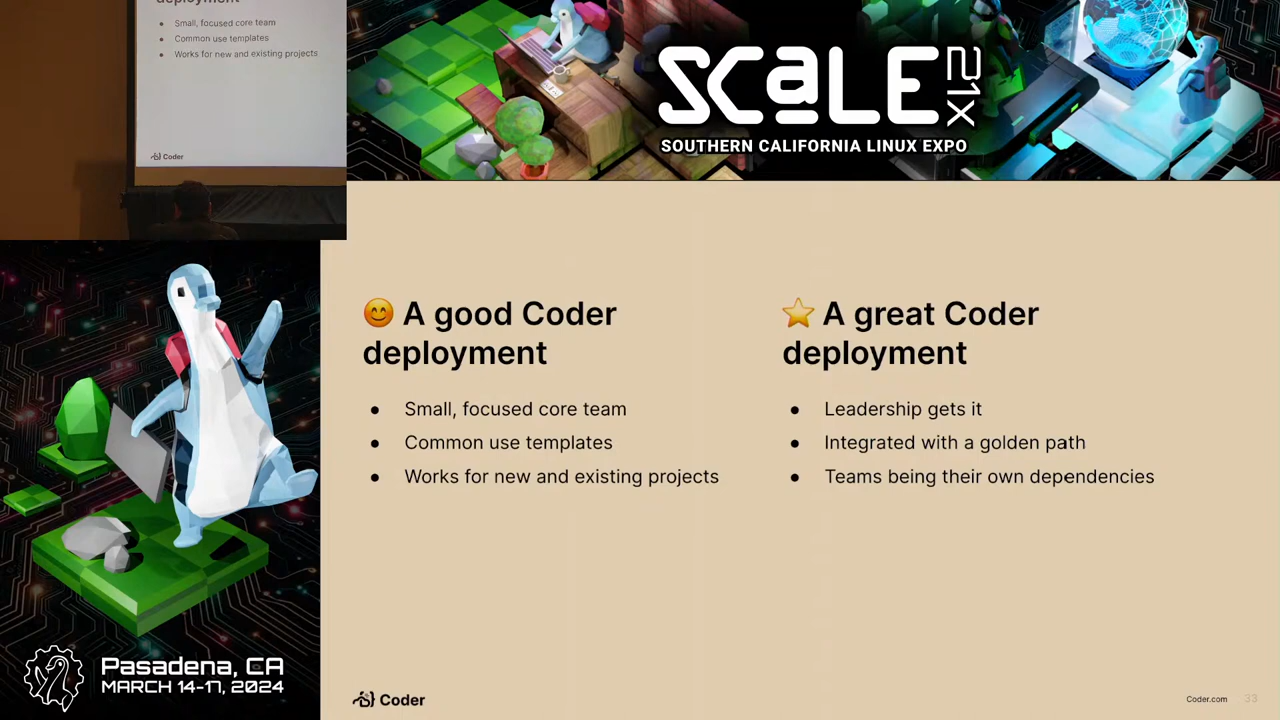 deployment
● Small, focused core team
● Common use templates
● Works for new and existing projects
Coder
SCaLE 21x
SOUTHERN CALIFORNIA LINUX EXPO
😊 A good Coder
deployment
● Small, focused core team
● Common use templates
● Works for new and existing projects
⭐ A great Coder
deployment
● Leadership gets it
● Integrated with a golden path
● Teams being their own dependencies
Pasadena, CA
MARCH 14-17, 2024
Coder
Coder.com 33